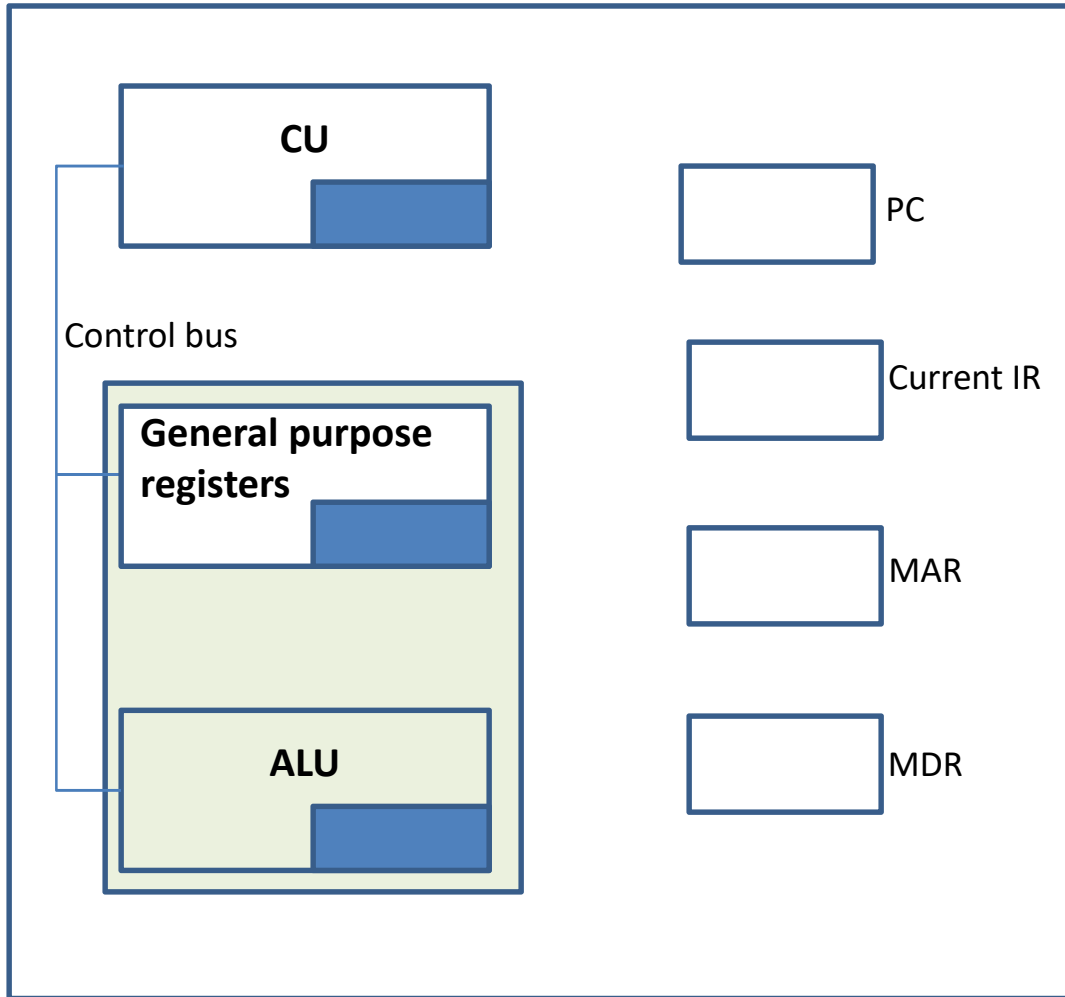 CU
PC
Control bus
Current IR
General purpose
registers
MAR
ALU
MDR